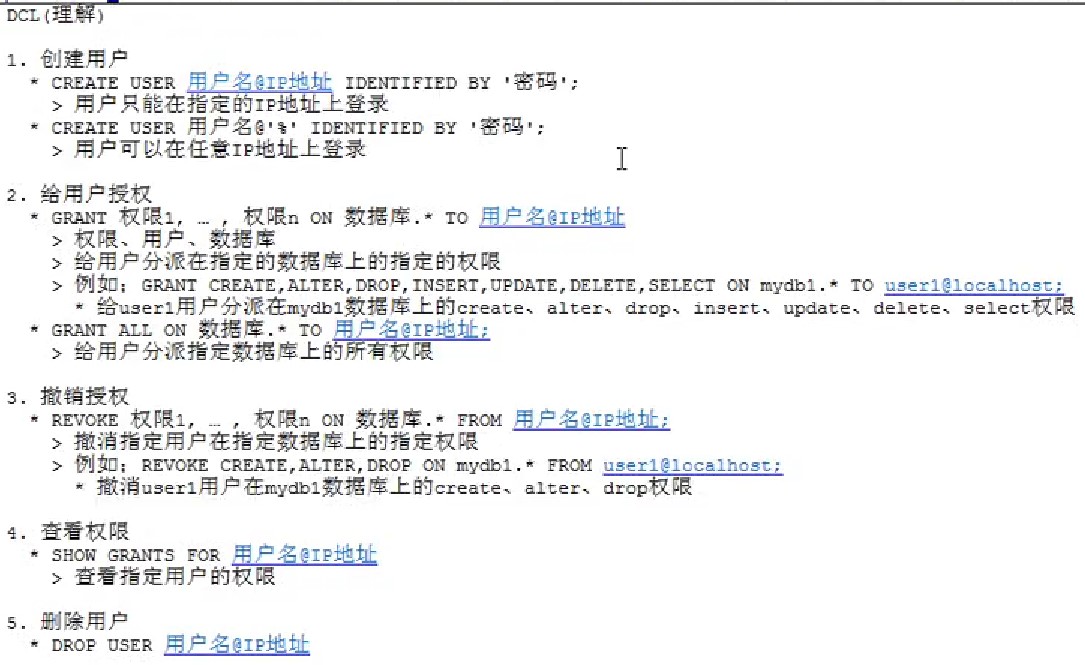 DCL(理解)
1. 创建用户
* CREATE USER 用户名@IP地址 IDENTIFIED BY '密码';
> 用户只能在指定的IP地址上登录
* CREATE USER 用户名@'%' IDENTIFIED BY '密码';
> 用户可以在任意IP地址上登录
2. 给用户授权
* GRANT 权限1, … , 权限n ON 数据库.* TO 用户名@IP地址
> 权限、用户、数据库
> 给用户分派在指定的数据库上的指定的权限
> 例如；GRANT CREATE,ALTER,DROP,INSERT,UPDATE,DELETE,SELECT ON mydb1.* TO user1@localhost;
* 给user1用户分派在mydb1数据库上的create、alter、drop、insert、update、delete、select权限
* GRANT ALL ON 数据库.* TO 用户名@IP地址;
> 给用户分派指定数据库上的所有权限
3. 撤销授权
* REVOKE 权限1, … , 权限n ON 数据库.* FROM 用户名@IP地址;
> 撤消指定用户在指定数据库上的指定权限
> 例如；REVOKE CREATE,ALTER,DROP ON mydb1.* FROM user1@localhost;
* 撤消user1用户在mydb1数据库上的create、alter、drop权限
4. 查看权限
* SHOW GRANTS FOR 用户名@IP地址
> 查看指定用户的权限
5. 删除用户
* DROP USER 用户名@IP地址